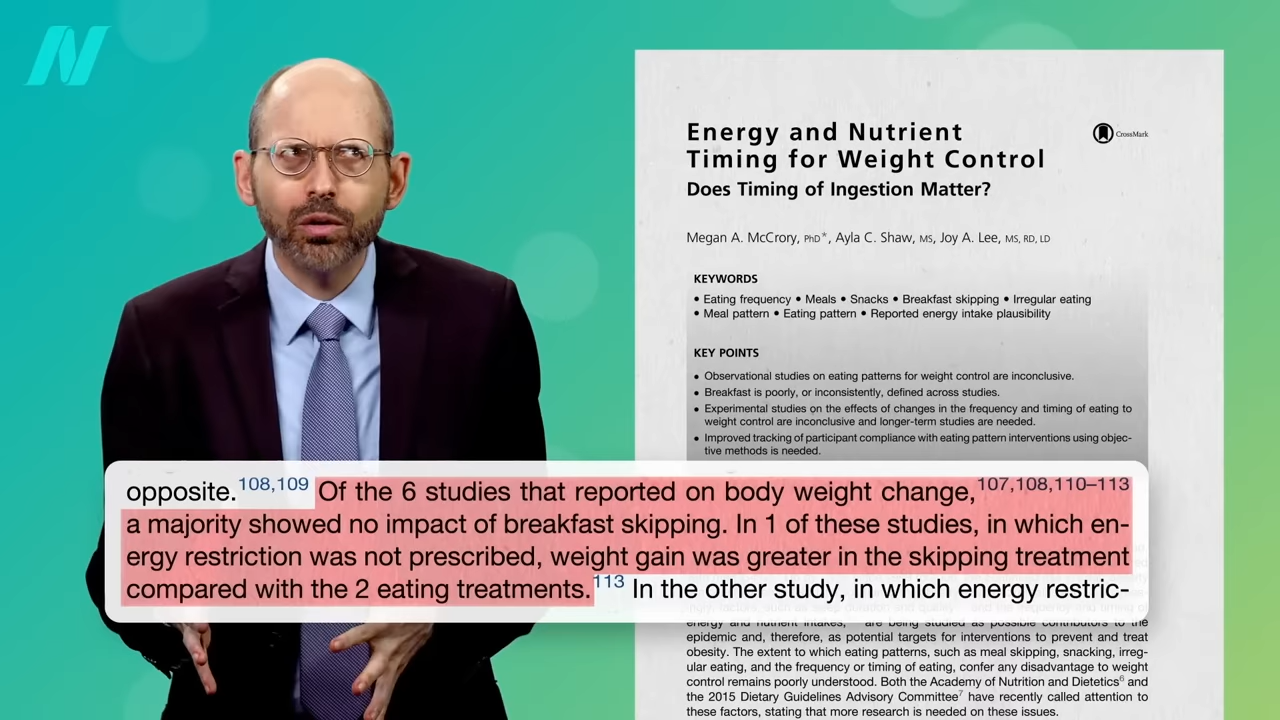 N
Energy and Nutrient
Timing for Weight Control
Does Timing of Ingestion Matter?
CrossMark
Megan A. McCrory, PhD*, Ayla C. Shaw, MS, Joy A. Lee, MS, RD, LD
KEYWORDS
• Eating frequency • Meals • Snacks • Breakfast skipping • Irregular eating
• Meal pattern • Eating pattern • Reported energy intake plausibility
KEY POINTS
• Observational studies on eating patterns for weight control are inconclusive.
• Breakfast is poorly, or inconsistently, defined across studies.
• Experimental studies on the effects of changes in the frequency and timing of eating to
weight control are inconclusive and longer-term studies are needed.
• Improved tracking of participant compliance with eating pattern interventions using objec-
tive methods is needed.
opposite.108,109 Of the 6 studies that reported on body weight change,107,108,110–113
a majority showed no impact of breakfast skipping. In 1 of these studies, in which en-
ergy restriction was not prescribed, weight gain was greater in the skipping treatment
compared with the 2 eating treatments.113 In the other study, in which energy restric-
energy and nutrient intakes, are being studied as possible contributors to the
epidemic and, therefore, as potential targets for interventions to prevent and treat
obesity. The extent to which eating patterns, such as meal skipping, snacking, irreg-
ular eating, and the frequency or timing of eating, confer any disadvantage to weight
control remains poorly understood. Both the Academy of Nutrition and Dietetics6 and
the 2015 Dietary Guidelines Advisory Committee7 have recently called attention to
these factors, stating that more research is needed on these issues.